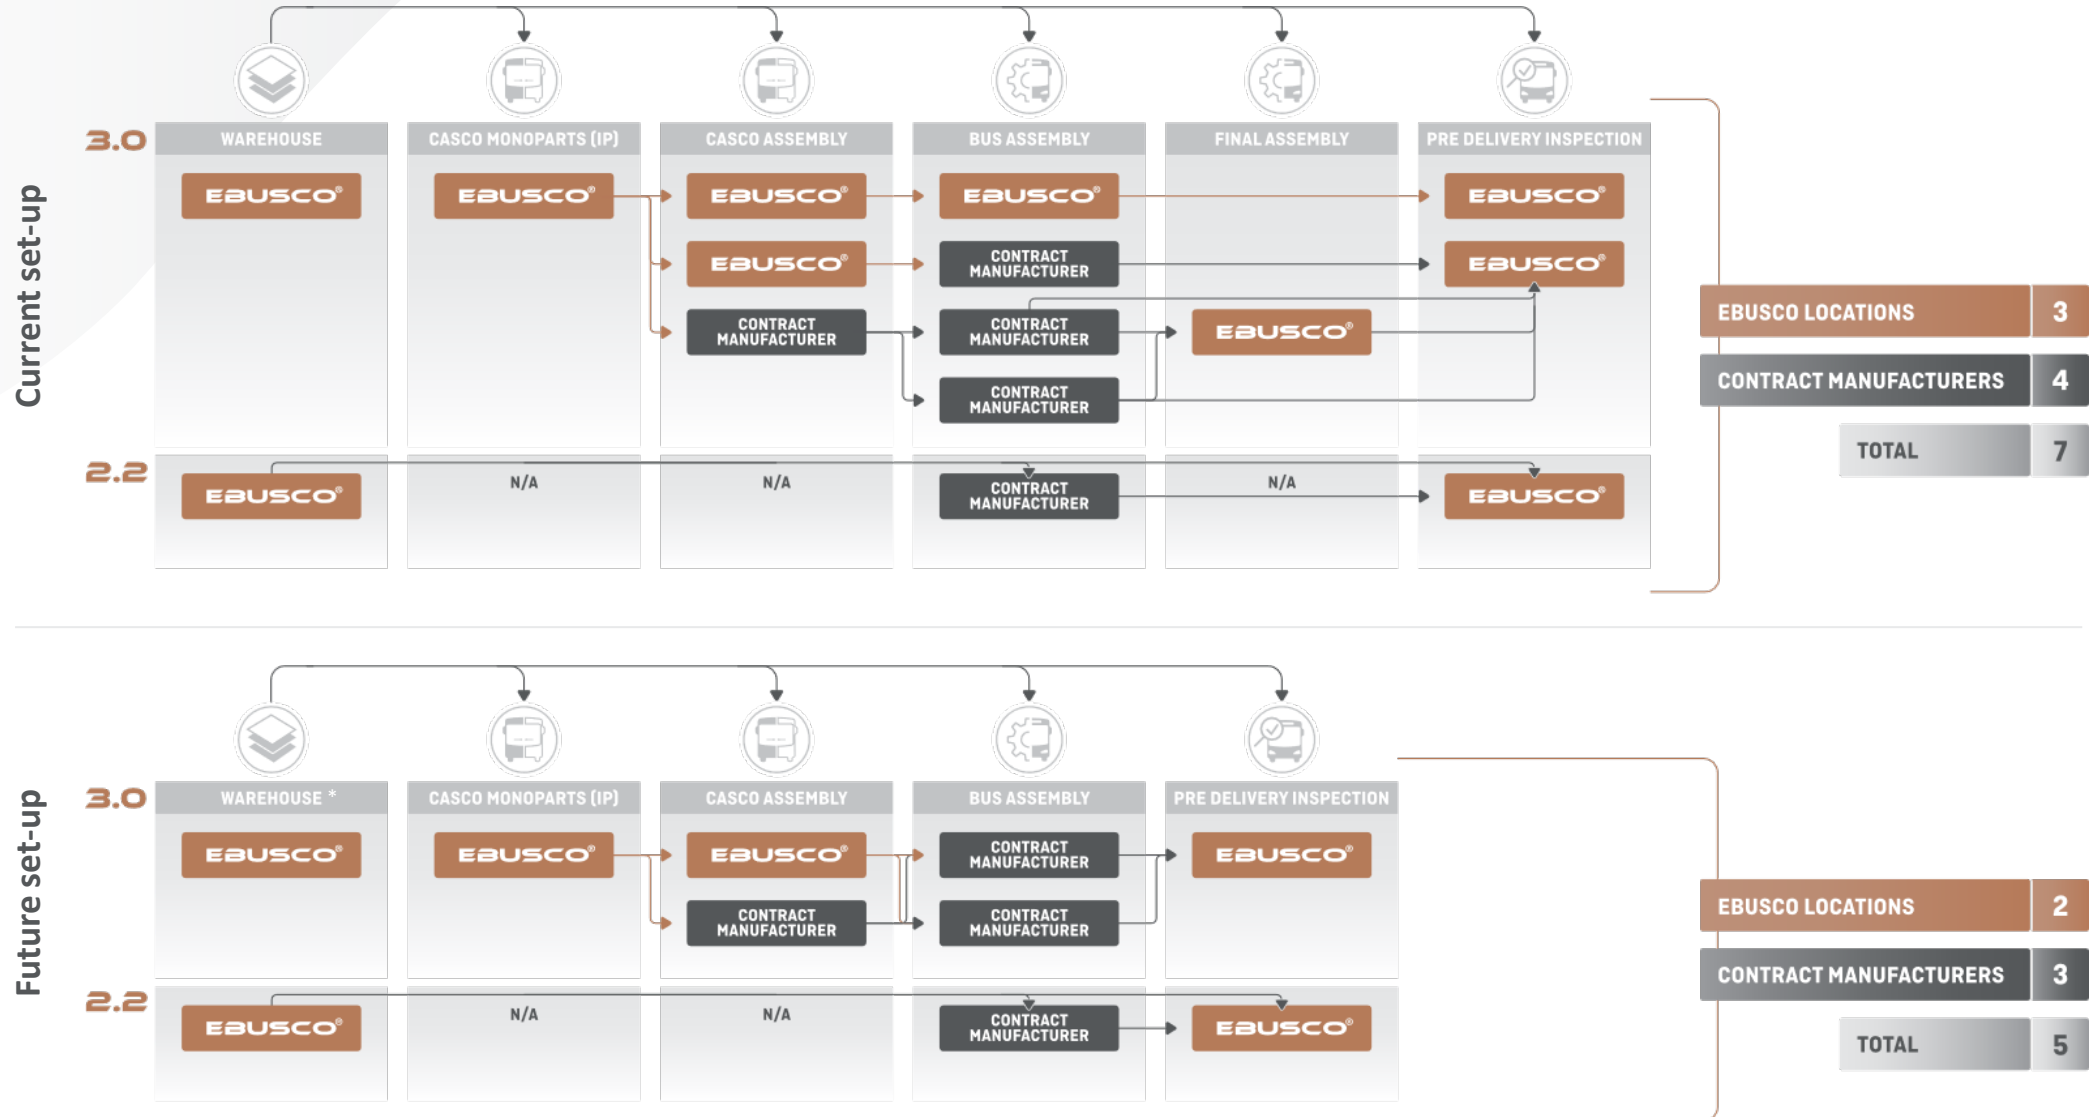 Current set-up
3.0
WAREHOUSE
CASCO MONOPARTS (IP)
CASCO ASSEMBLY
BUS ASSEMBLY
FINAL ASSEMBLY
PRE DELIVERY INSPECTION
EBUSCO®
EBUSCO®
EBUSCO®
EBUSCO®
EBUSCO®
EBUSCO®
CONTRACT
MANUFACTURER
EBUSCO®
CONTRACT
MANUFACTURER
CONTRACT
MANUFACTURER
EBUSCO®
CONTRACT
MANUFACTURER
2.2
EBUSCO®
N/A
N/A
CONTRACT
MANUFACTURER
N/A
EBUSCO®
EBUSCO LOCATIONS 3
CONTRACT MANUFACTURERS 4
TOTAL 7
Future set-up
3.0
WAREHOUSE *
CASCO MONOPARTS (IP)
CASCO ASSEMBLY
BUS ASSEMBLY
PRE DELIVERY INSPECTION
EBUSCO®
EBUSCO®
EBUSCO®
CONTRACT
MANUFACTURER
EBUSCO®
CONTRACT
MANUFACTURER
CONTRACT
MANUFACTURER
2.2
EBUSCO®
N/A
N/A
CONTRACT
MANUFACTURER
EBUSCO®
EBUSCO LOCATIONS 2
CONTRACT MANUFACTURERS 3
TOTAL 5